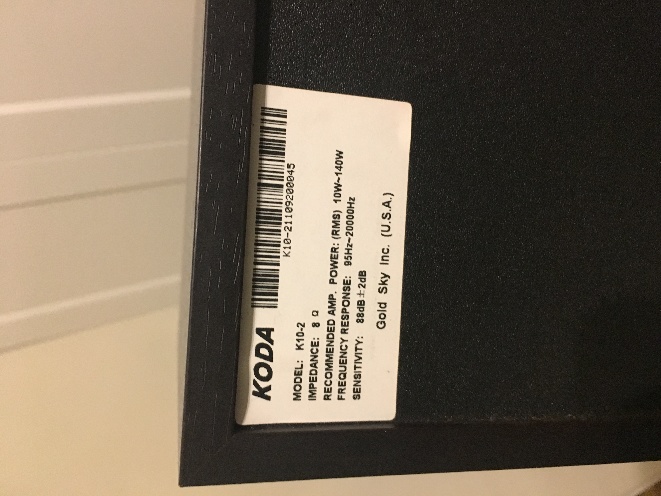 K10-21109200045
KODA
MODEL: K10-2
IMPEDANCE: 8 Ω
RECOMMENDED AMP. POWER: (RMS) 10W~140W
FREQUENCY RESPONSE: 95Hz~20000Hz
SENSITIVITY: 88dB±2dB
Gold Sky Inc. (U.S.A.)